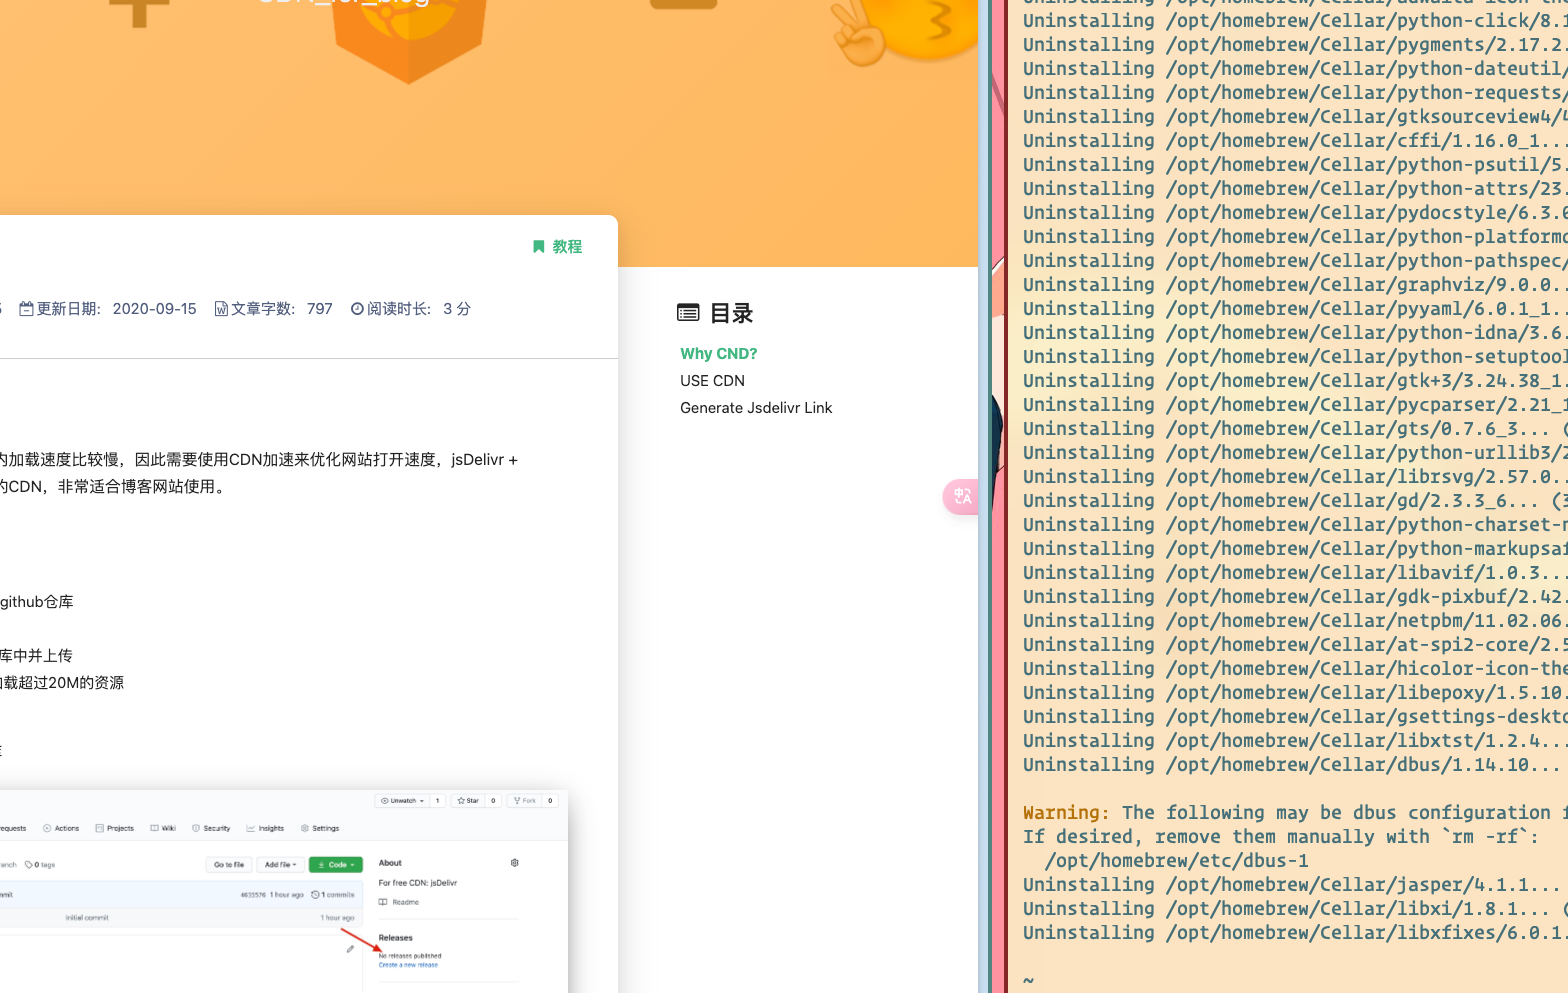 CDN_for_blog
教程
更新日期: 2020-09-15 文章字数: 797 阅读时长: 3 分
内加载速度比较慢，因此需要使用CDN加速来优化网站打开速度，jsDelivr +
的CDN，非常适合博客网站使用。
github仓库
库中并上传
加载超过20M的资源
Unwatch 1 Star 0 Fork 0
equests Actions Projects Wiki Security Insights Settings
ranch 0 tags Go to file Add file Code
mmit 4635576 1 hour ago 1 commits
Initial commit 1 hour ago
About
For free CDN: jsDelivr
Readme
Releases
No releases published
Create a new release
目录
Why CND?
USE CDN
Generate Jsdelivr Link
中 A
Uninstalling /opt/homebrew/Cellar/adwaita-icon-the
Uninstalling /opt/homebrew/Cellar/python-click/8.1
Uninstalling /opt/homebrew/Cellar/pygments/2.17.2.
Uninstalling /opt/homebrew/Cellar/python-dateutil/
Uninstalling /opt/homebrew/Cellar/python-requests/
Uninstalling /opt/homebrew/Cellar/gtksourceview4/4
Uninstalling /opt/homebrew/Cellar/cffi/1.16.0_1...
Uninstalling /opt/homebrew/Cellar/python-psutil/5.
Uninstalling /opt/homebrew/Cellar/python-attrs/23.
Uninstalling /opt/homebrew/Cellar/pydocstyle/6.3.0
Uninstalling /opt/homebrew/Cellar/python-platformd
Uninstalling /opt/homebrew/Cellar/python-pathspec/
Uninstalling /opt/homebrew/Cellar/graphviz/9.0.0..
Uninstalling /opt/homebrew/Cellar/pyyaml/6.0.1_1..
Uninstalling /opt/homebrew/Cellar/python-idna/3.6.
Uninstalling /opt/homebrew/Cellar/python-setuptool
Uninstalling /opt/homebrew/Cellar/gtk+3/3.24.38_1.
Uninstalling /opt/homebrew/Cellar/pycparser/2.21_1
Uninstalling /opt/homebrew/Cellar/gts/0.7.6_3... (
Uninstalling /opt/homebrew/Cellar/python-urllib3/2
Uninstalling /opt/homebrew/Cellar/librsvg/2.57.0..
Uninstalling /opt/homebrew/Cellar/gd/2.3.3_6... (3
Uninstalling /opt/homebrew/Cellar/python-charset-n
Uninstalling /opt/homebrew/Cellar/python-markupsaf
Uninstalling /opt/homebrew/Cellar/libavif/1.0.3...
Uninstalling /opt/homebrew/Cellar/gdk-pixbuf/2.42.
Uninstalling /opt/homebrew/Cellar/netpbm/11.02.06.
Uninstalling /opt/homebrew/Cellar/at-spi2-core/2.5
Uninstalling /opt/homebrew/Cellar/hicolor-icon-the
Uninstalling /opt/homebrew/Cellar/libepoxy/1.5.10.
Uninstalling /opt/homebrew/Cellar/gsettings-deskto
Uninstalling /opt/homebrew/Cellar/libxtst/1.2.4...
Uninstalling /opt/homebrew/Cellar/dbus/1.14.10...
Warning: The following may be dbus configuration f
If desired, remove them manually with `rm -rf`:
/opt/homebrew/etc/dbus-1
Uninstalling /opt/homebrew/Cellar/jasper/4.1.1...
Uninstalling /opt/homebrew/Cellar/libxi/1.8.1... (
Uninstalling /opt/homebrew/Cellar/libxfixes/6.0.1.
~